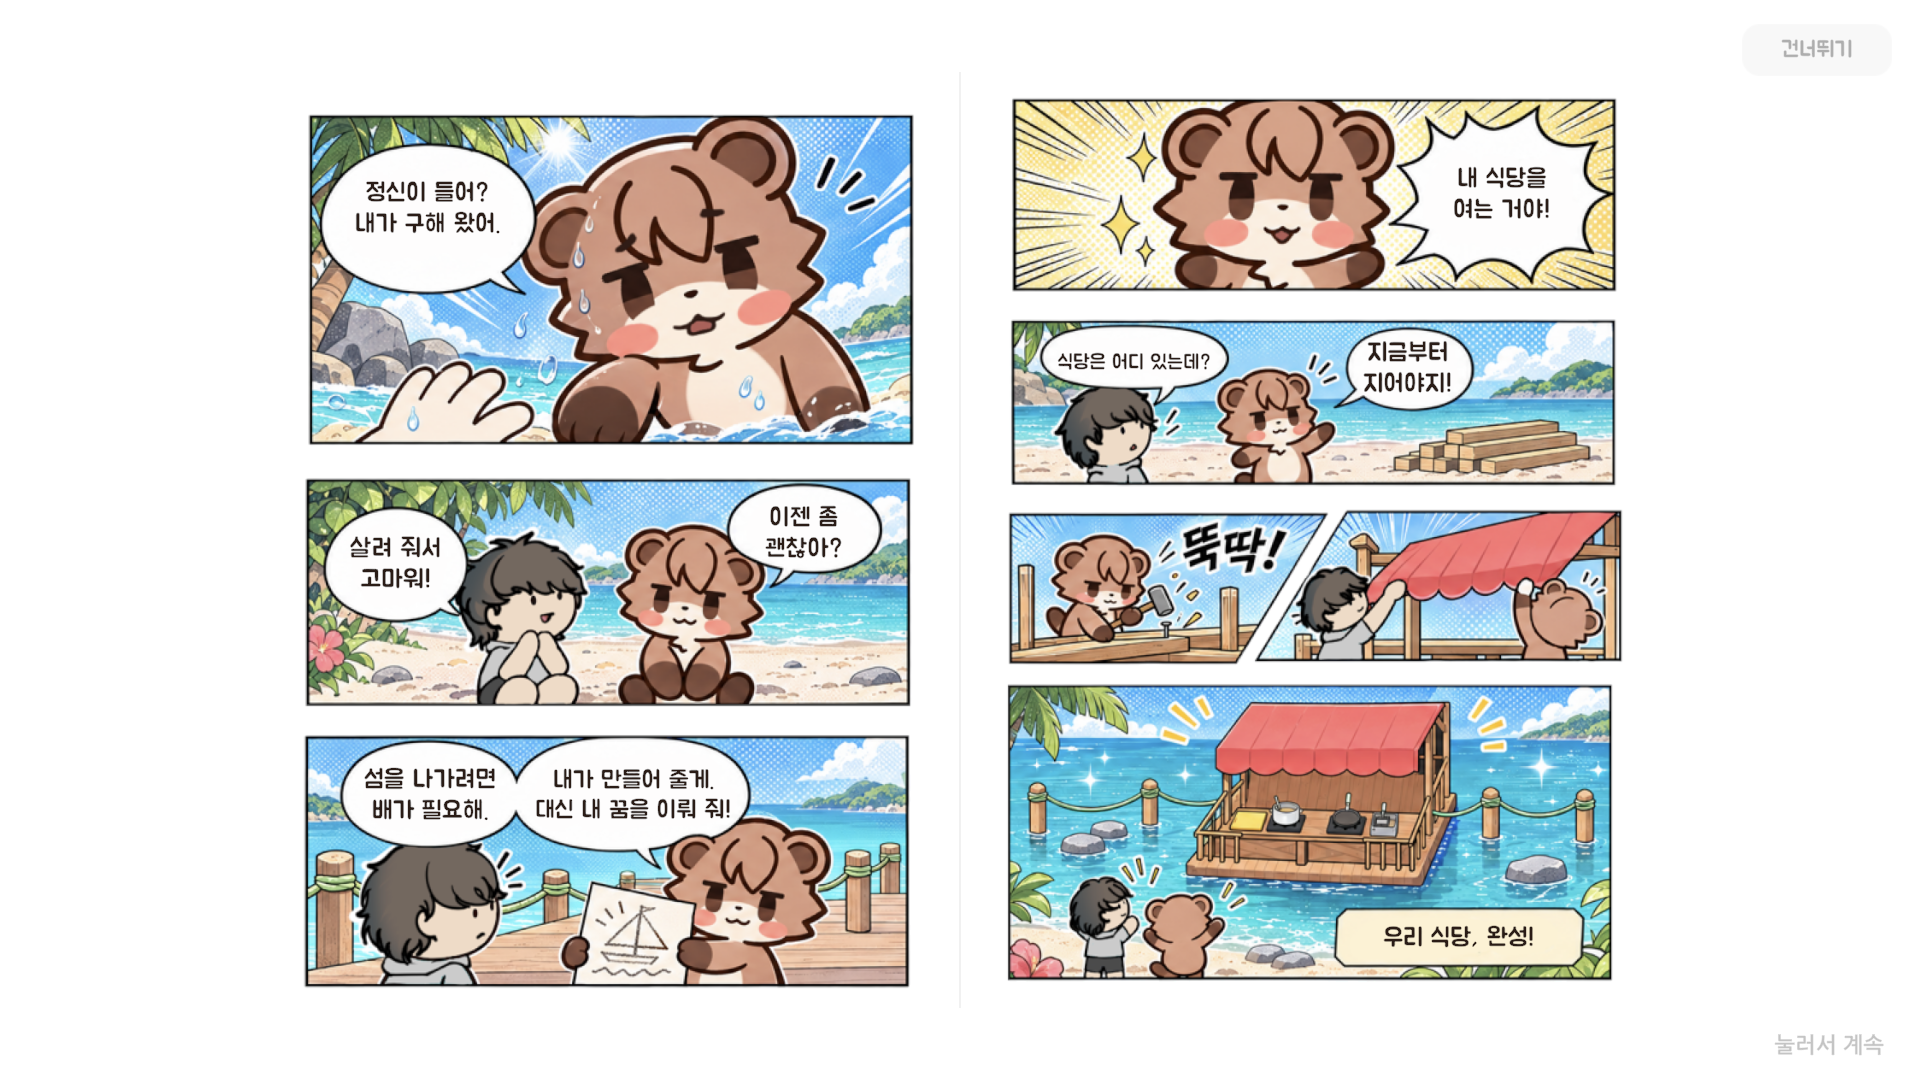 건너뛰기
정신이 들어?
내가 구해 왔어.
살려 줘서
고마워!
이젠 좀
괜찮아?
섬을 나가려면
배가 필요해.
내가 만들어 줄게.
대신 내 꿈을 이뤄 줘!
내 식당을
여는 거야!
식당은 어디 있는데?
지금부터
지어야지!
뚝딱!
우리 식당, 완성!
눌러서 계속